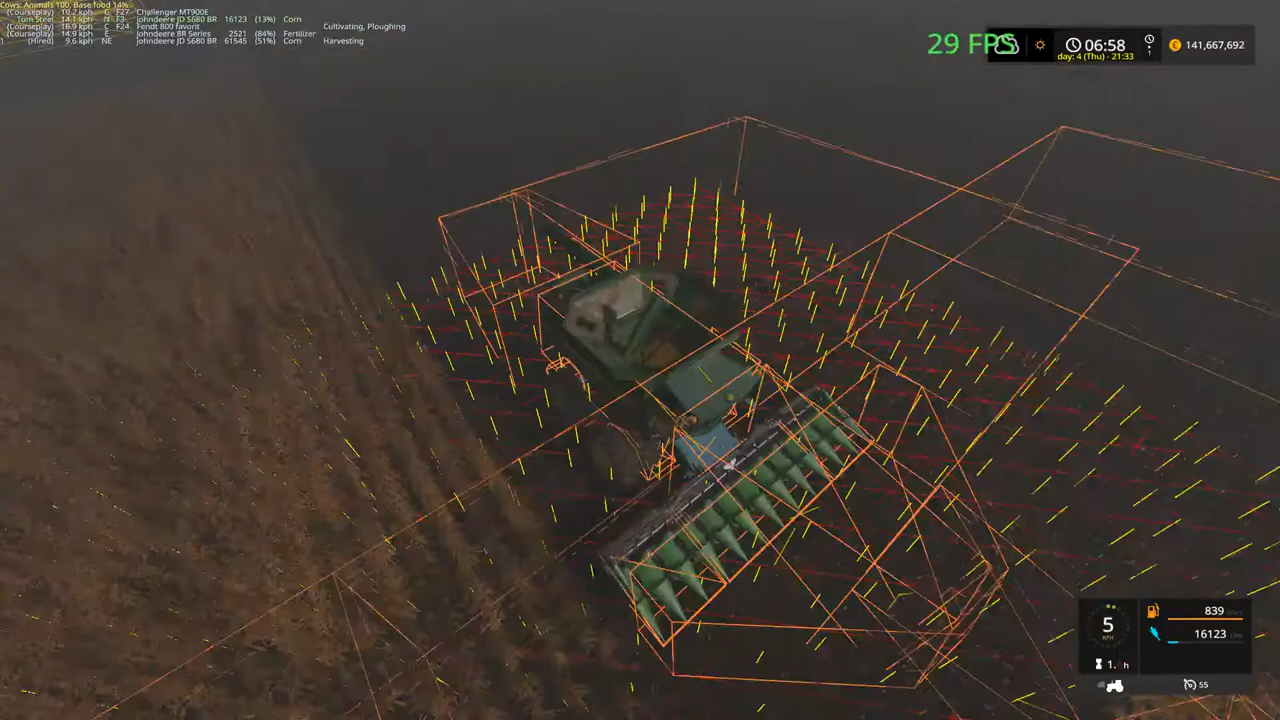 Cows: Animals 100, Base food 14%
(Courseplay) 10.2 kph C F27 Challenger MT900E
Tom Steel 14.1 kph N F3 johndeere JD S680 BR 16123 (13%) Corn
(Courseplay) 16.9 kph C F24 Fendt 800 favorit Cultivating, Ploughing
(Courseplay) 14.9 kph E johndeere 8R Series 2521 (84%) Fertilizer
1 (Hired) 9.6 kph NE johndeere JD S680 BR 61545 (51%) Corn Harvesting
29 FPS
06:58
1
141,667,692
day: 4 (Thu) - 21:33
5
KPH
839
16123
1. h
55